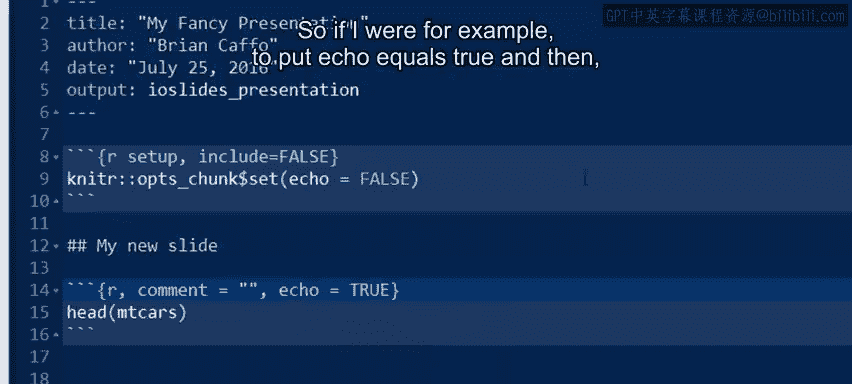 GPT中英字幕课程资源@bilibili.com
1 ---
2 title: "My Fancy Presentation"
So if I were for example,
3 author: "Brian Caffo"
4 date: "July 25, 2016"
to put echo equals true and then,
5 output: ioslides_presentation
6 ---
7
8 ```{r setup, include=FALSE}
9 knitr::opts_chunk$set(echo = FALSE)
10 ```
11
12 ## My new slide
13
14 ```{r, comment = "", echo = TRUE}
15 head(mtcars)
16 ```
17
18